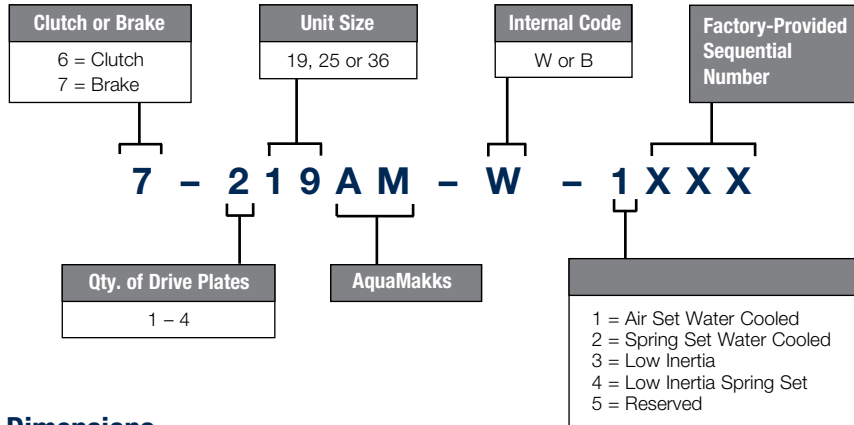 Clutch or Brake
6 = Clutch
7 = Brake
Unit Size
19, 25 or 36
Internal Code
W or B
Factory-Provided
Sequential
Number
7 – 2 1 9 A M – W – 1 X X X
Qty. of Drive Plates
1 – 4
AquaMakks
1 = Air Set Water Cooled
2 = Spring Set Water Cooled
3 = Low Inertia
4 = Low Inertia Spring Set
5 = Reserved
Dimensions